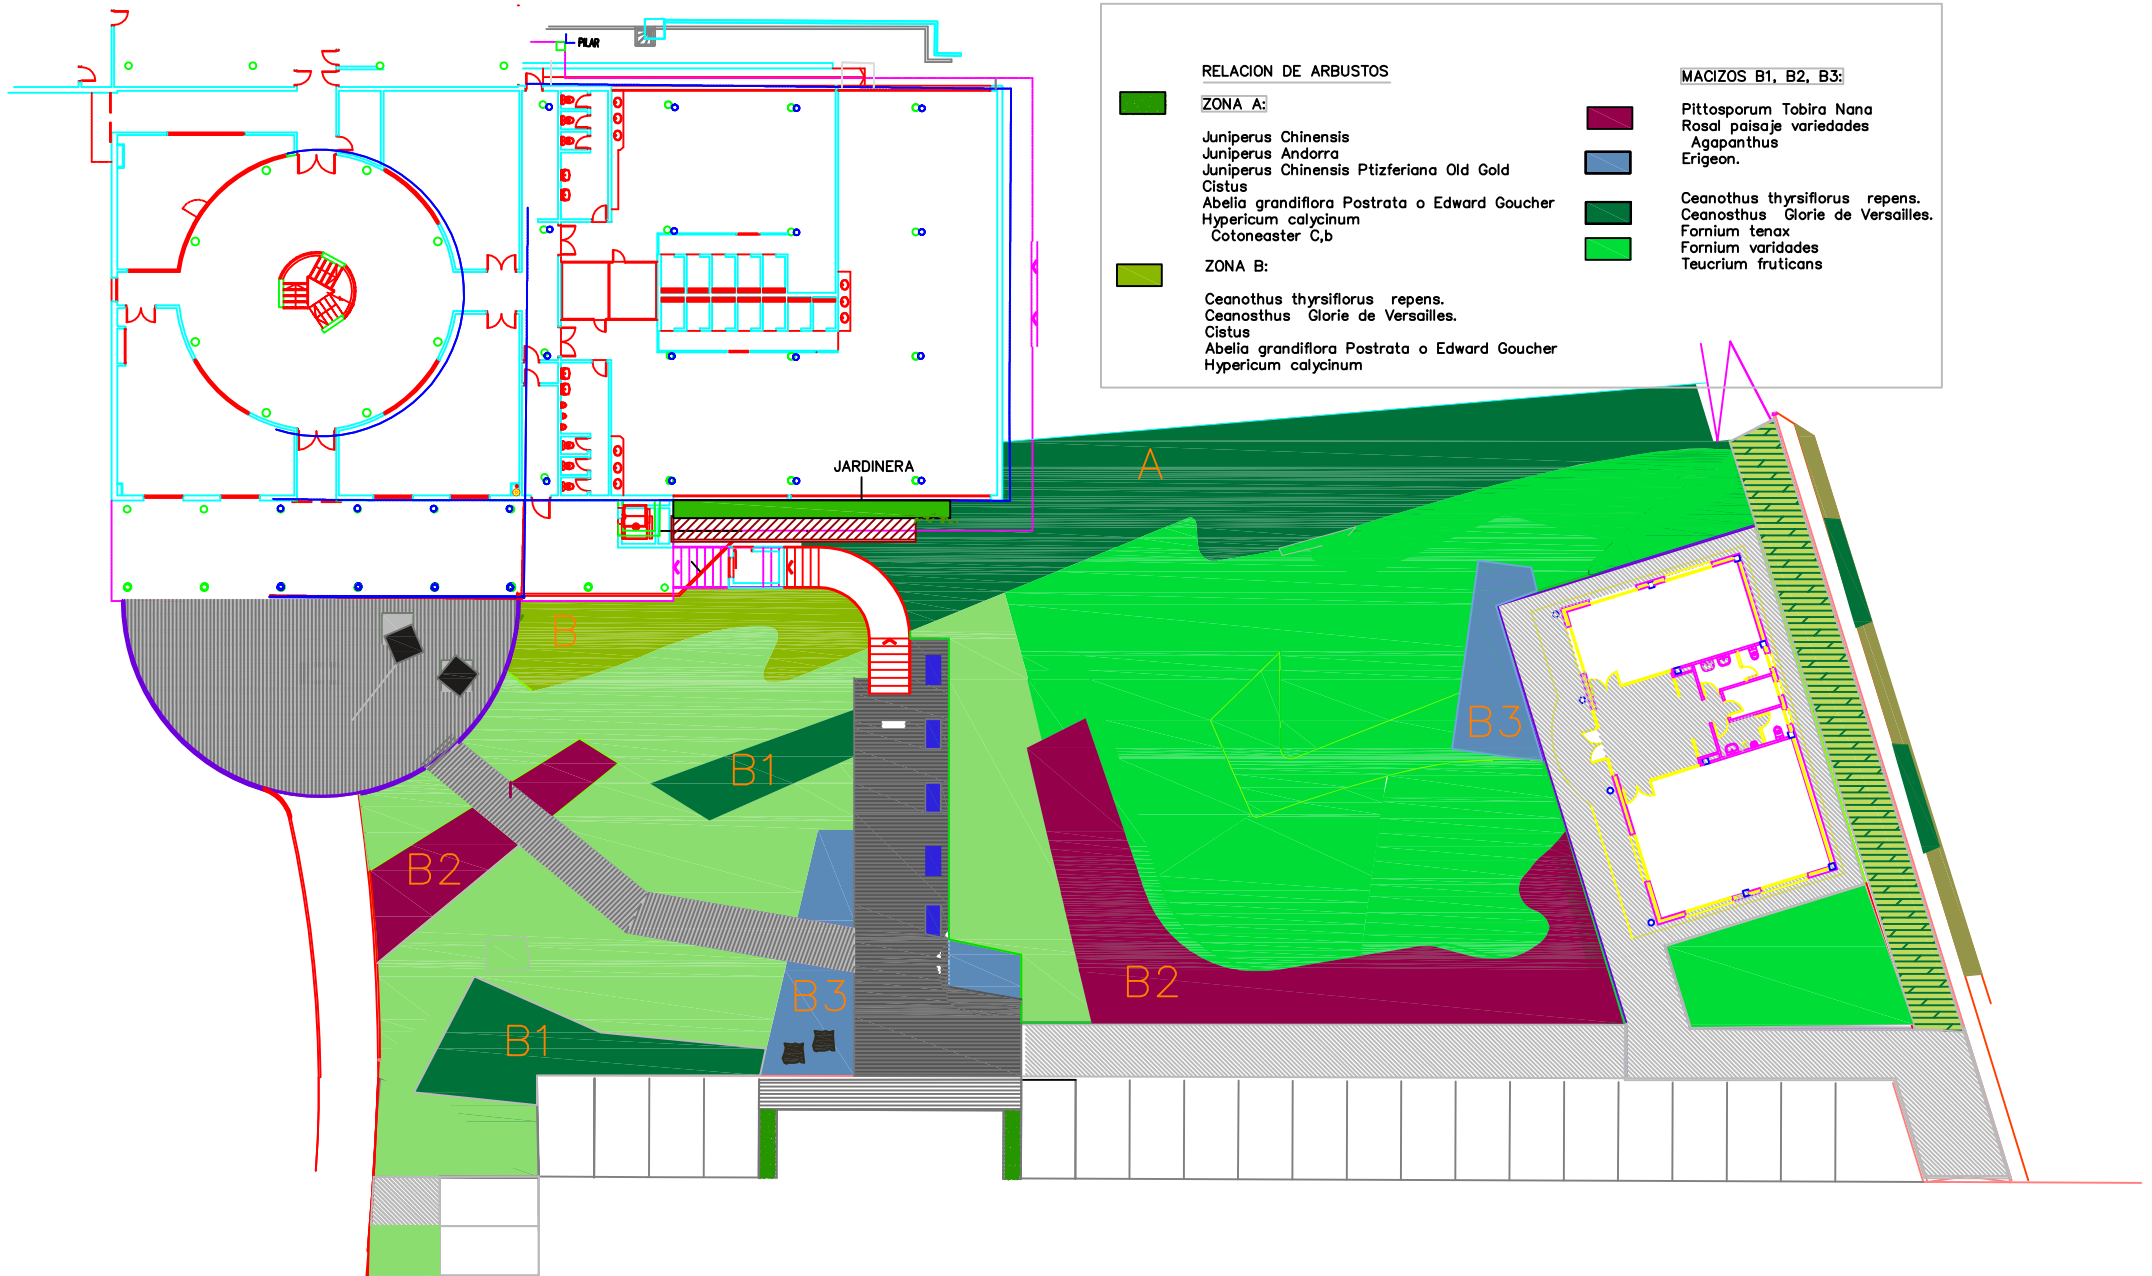 PILAR
RELACION DE ARBUSTOS
ZONA A:
Juniperus Chinensis
Juniperus Andorra
Juniperus Chinensis Ptizferiana Old Gold
Cistus
Abelia grandiflora Postrata o Edward Goucher
Hypericum calycinum
Cotoneaster C,b
ZONA B:
Ceanothus thyrsiflorus repens.
Ceanosthus Glorie de Versailles.
Cistus
Abelia grandiflora Postrata o Edward Goucher
Hypericum calycinum
MACIZOS B1, B2, B3:
Pittosporum Tobira Nana
Rosal paisaje variedades
Agapanthus
Erigeon.
Ceanothus thyrsiflorus repens.
Ceanosthus Glorie de Versailles.
Fornium tenax
Fornium varidades
Teucrium fruticans
JARDINERA
A
B
B3
B1
B2
B3
B2
B1